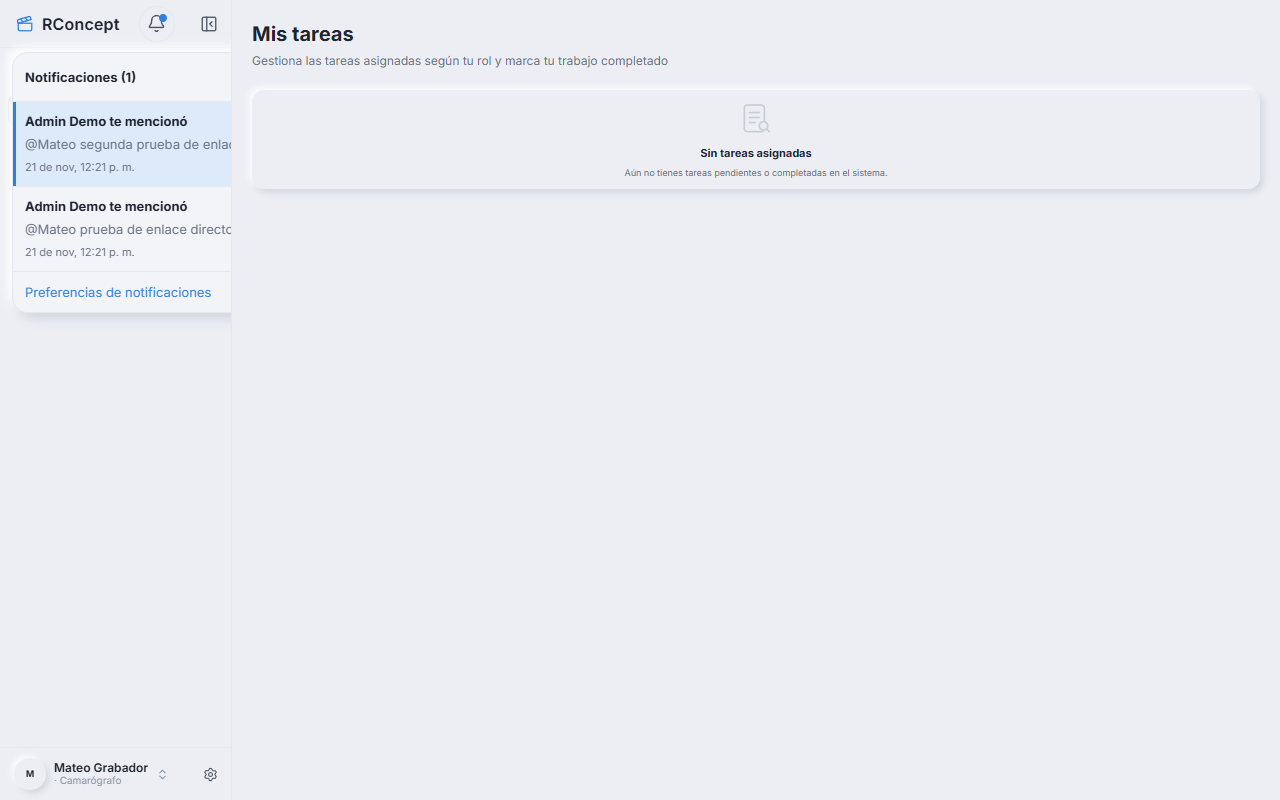 RConcept
Notificaciones (1)
Admin Demo te mencionó
@Mateo segunda prueba de
21 de nov, 12:21 p. m.
Admin Demo te mencionó
@Mateo prueba de enlace directo
21 de nov, 12:21 p. m.
Preferencias de notificaciones
M
Mateo Grabador
· Camarógrafo
Mis tareas
Gestiona las tareas asignadas según tu rol y marca tu trabajo completado
Sin tareas asignadas
Aún no tienes tareas pendientes o completadas en el sistema.